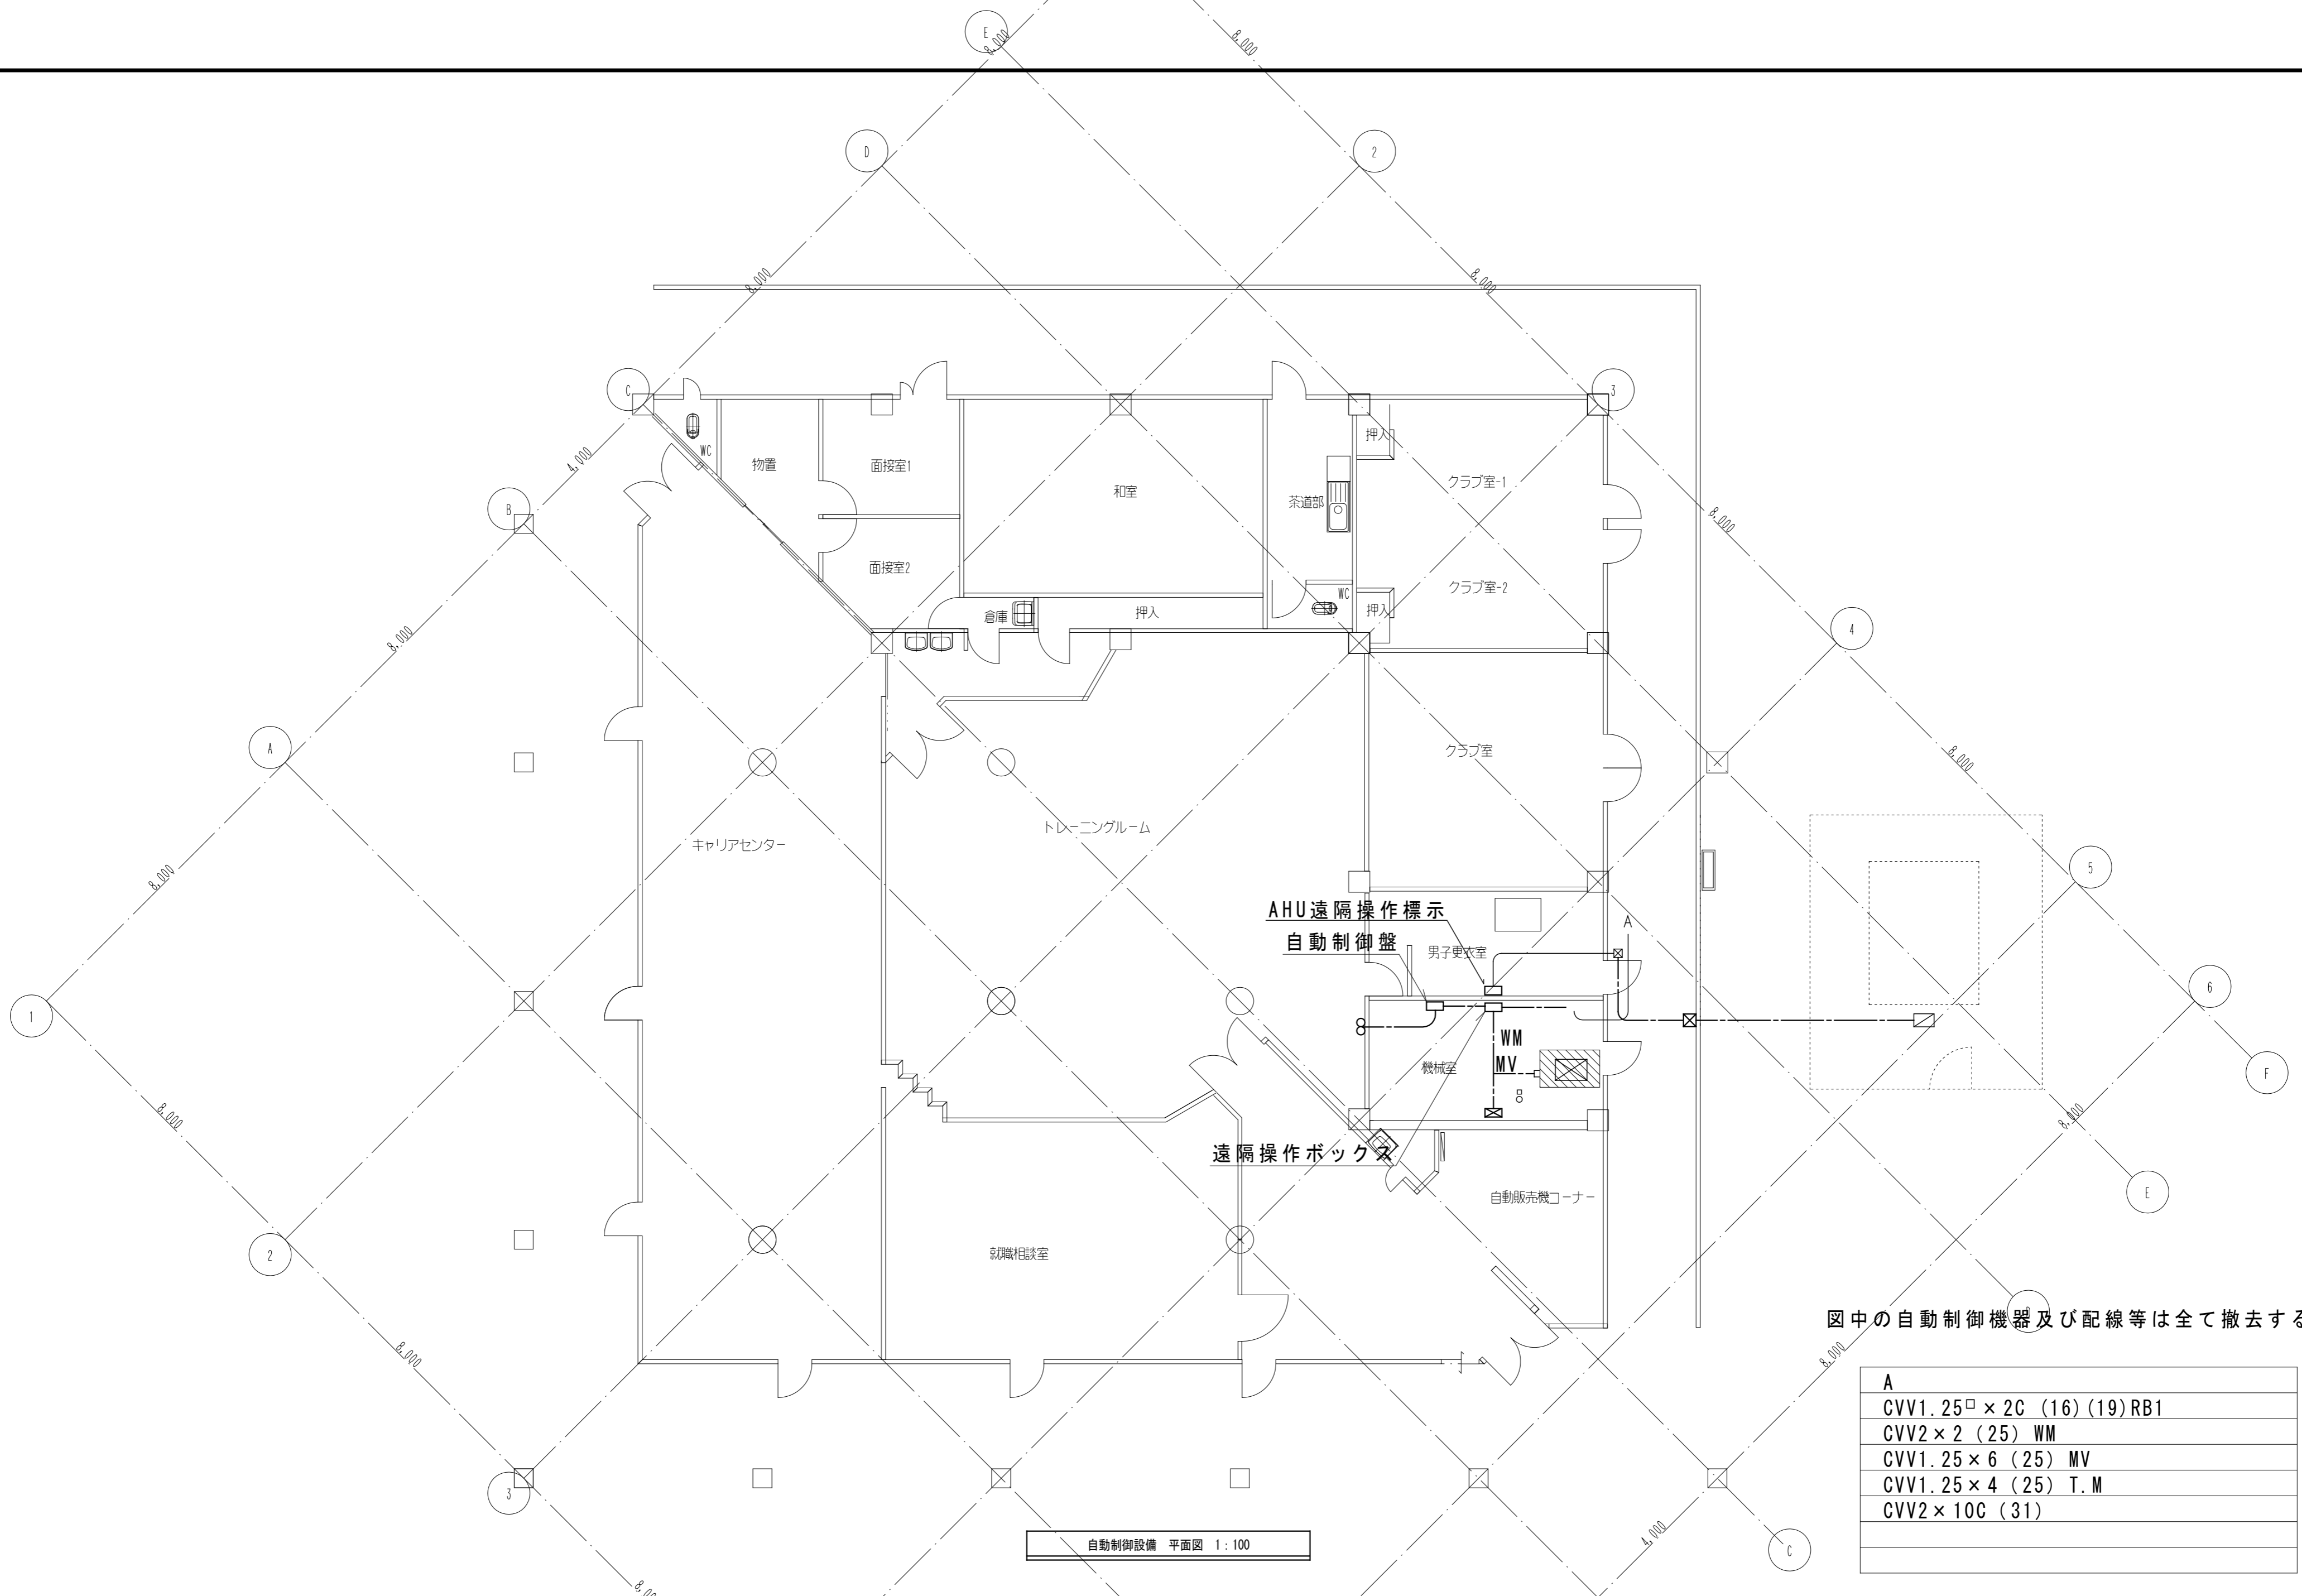 E
8,000
8,000
D
2
8,000
8,000
C
3
WC
物置
面接室1
和室
茶道部
押入
クラブ室-1
4,000
B
8,000
面接室2
クラブ室-2
倉庫
押入
WC
押入
8,000
4
A
クラブ室
8,000
トレーニングルーム
キャリアセンター
8,000
5
AHU遠隔操作標示
A
自動制御盤
男子更衣室
1
6
WM
MV
機械室
F
8,000
8,000
遠隔操作ボックス
E
自動販売機コーナー
2
就職相談室
D
図中の自動制御機器及び配線等は全て撤去する
8,000
8,000
A
CVV1.25□×2C (16)(19)RB1
CVV2×2 (25) WM
CVV1.25×6 (25) MV
CVV1.25×4 (25) T.M
CVV2×10C (31)
3
自動制御設備 平面図 1:100
4,000
C